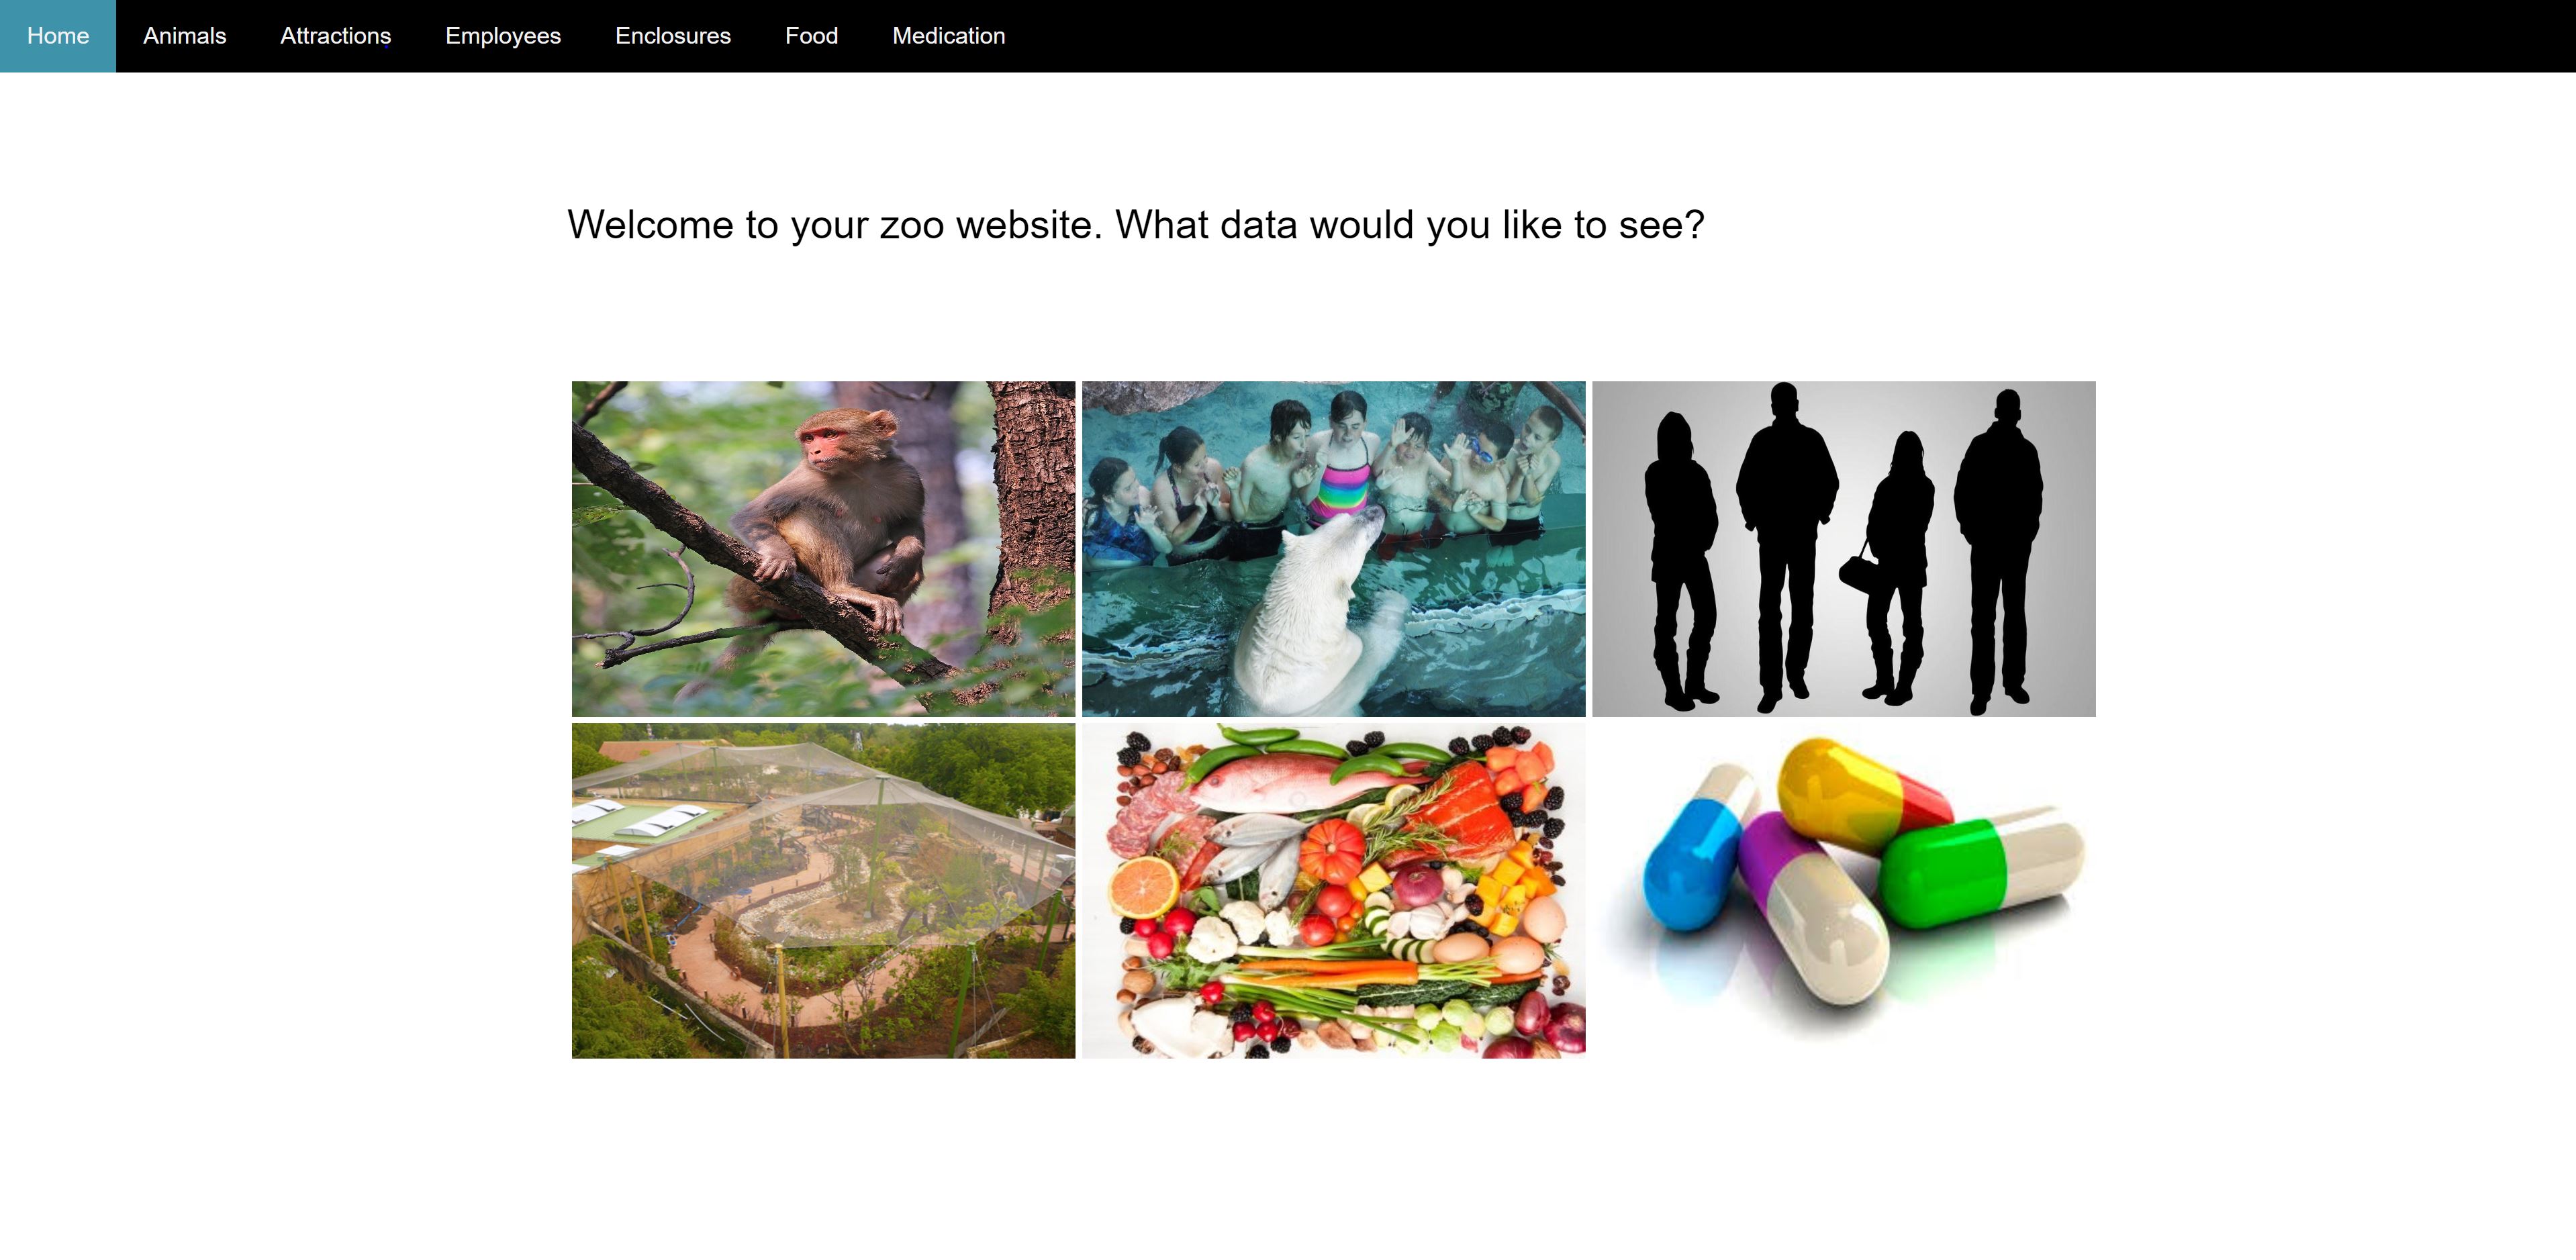 Home Animals Attractions Employees Enclosures Food Medication
Welcome to your zoo website. What data would you like to see?